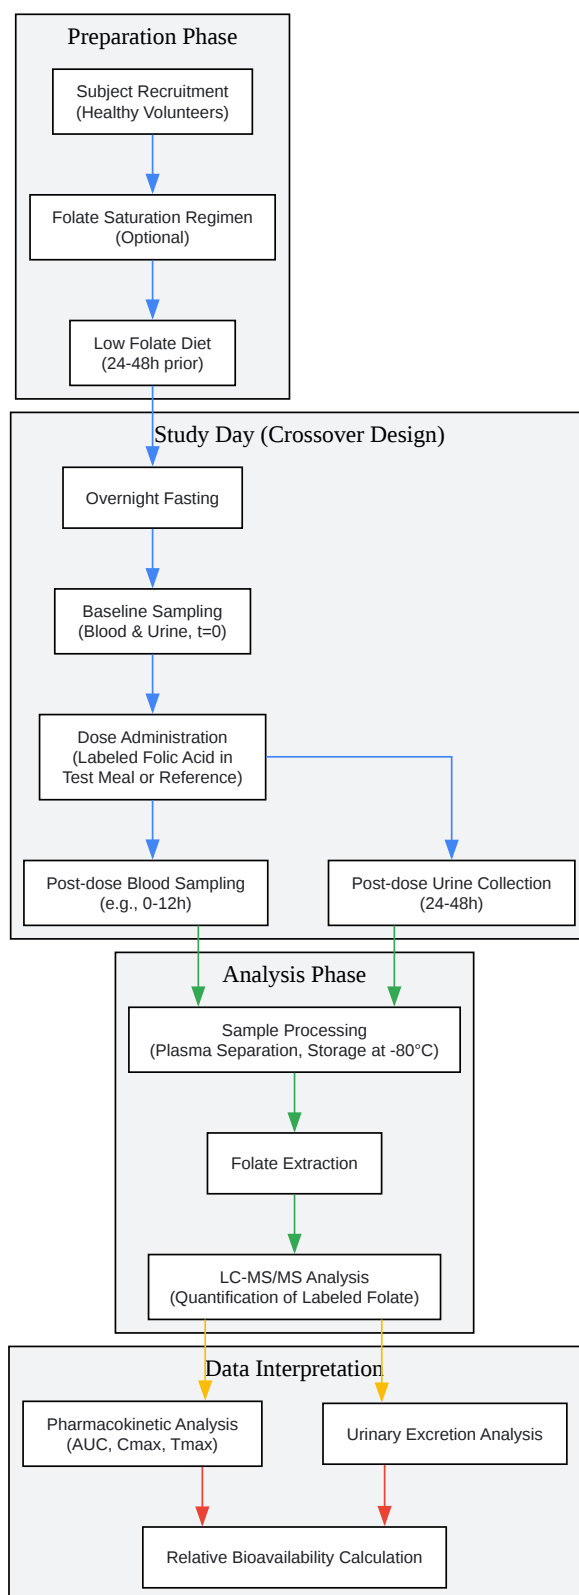 Preparation Phase
Subject Recruitment
(Healthy Volunteers)
Folate Saturation Regimen
(Optional)
Low Folate Diet
(24-48h prior)
Study Day (Crossover Design)
Overnight Fasting
Baseline Sampling
(Blood & Urine, t=0)
Dose Administration
(Labeled Folic Acid in
Test Meal or Reference)
Post-dose Blood Sampling
(e.g., 0-12h)
Post-dose Urine Collection
(24-48h)
Analysis Phase
Sample Processing
(Plasma Separation, Storage at -80°C)
Folate Extraction
LC-MS/MS Analysis
(Quantification of Labeled Folate)
Data Interpretation
Pharmacokinetic Analysis
(AUC, Cmax, Tmax)
Urinary Excretion Analysis
Relative Bioavailability Calculation